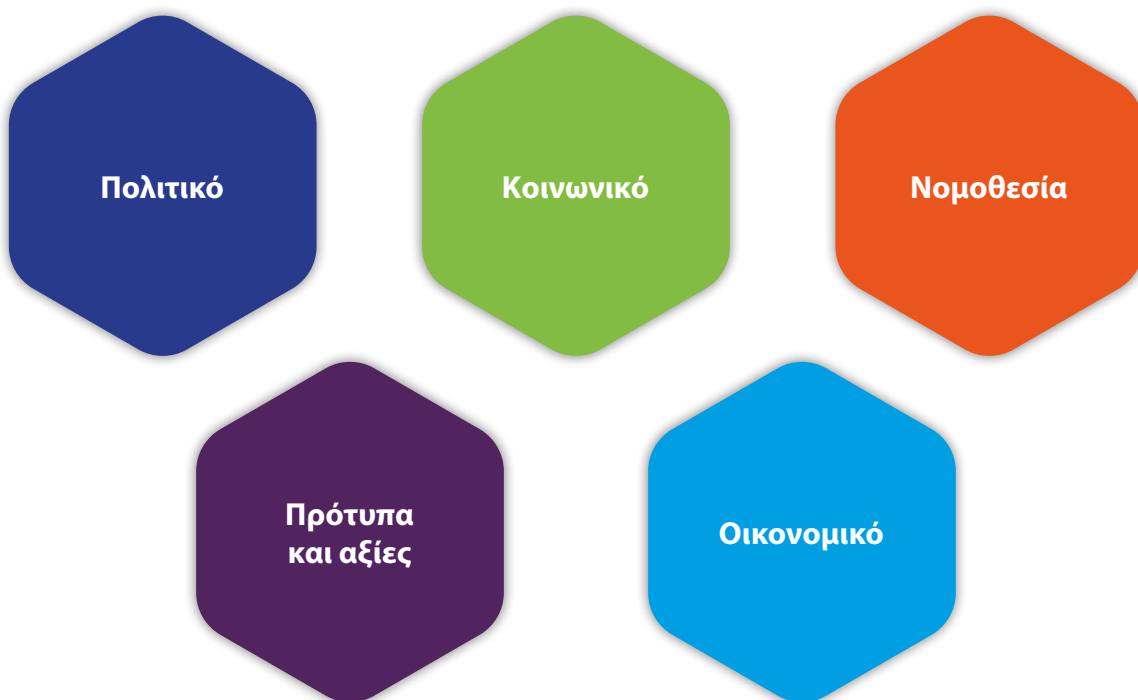 Πολιτικό
Κοινωνικό
Νομοθεσία
Πρότυπα
και αξίες
Οικονομικό